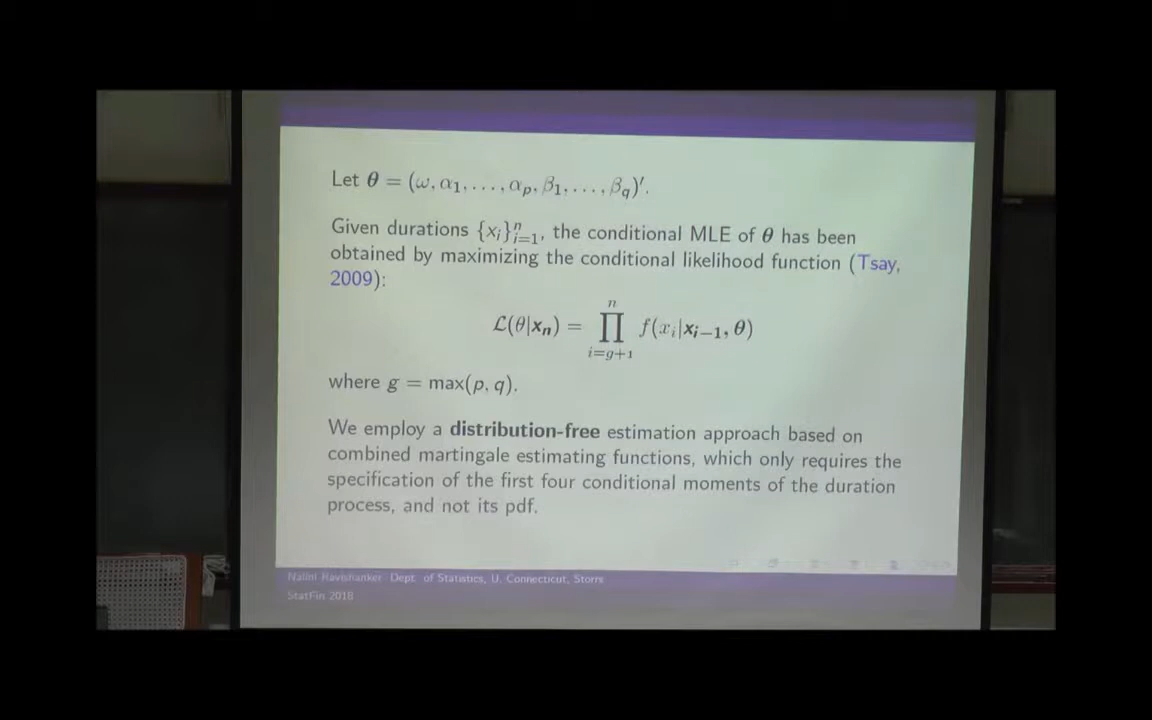 Let θ = (ω, α₁, . . . , αₚ, β₁, . . . , β_q)′.
Given durations {xᵢ}ⁿᵢ₌₁, the conditional MLE of θ has been
obtained by maximizing the conditional likelihood function (Tsay,
2009):
ℒ(θ|xₙ) = ∏ⁿᵢ₌g₊₁ f(xᵢ|xᵢ₋₁, θ)
where g = max(p, q).
We employ a distribution-free estimation approach based on
combined martingale estimating functions, which only requires the
specification of the first four conditional moments of the duration
process, and not its pdf.
Nalini Ravishanker Dept. of Statistics, U. Connecticut, Storrs
StatFin 2018